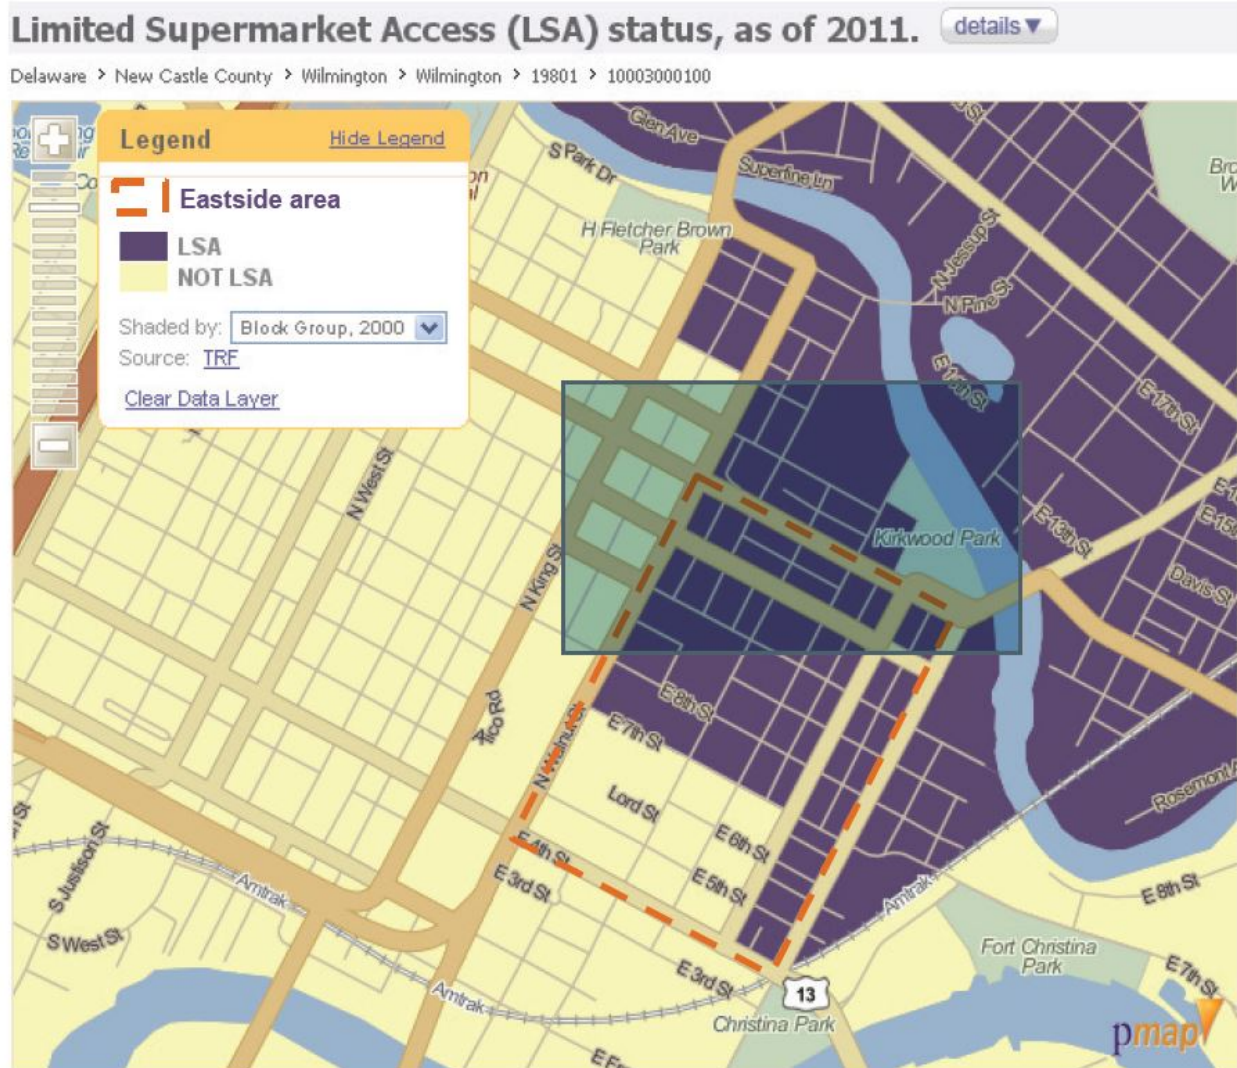 Limited Supermarket Access (LSA) status, as of 2011. details▼
Delaware > New Castle County > Wilmington > Wilmington > 19801 > 10003000100
Legend Hide Legend
Eastside area
LSA
NOT LSA
Shaded by: Block Group, 2000
Source: TRF
Clear Data Layer
Glen Ave
S Park Dr
Superfine Ln
H Fletcher Brown
Park
N Jessup St
N Pine St
E 14th St
E 17th St
N West St
Kirkwood Park
E 13th St
Davis St
N King St
E 8th St
E 7th St
N Walnut St
Lord St
E 6th St
E 5th St
E 4th St
E 3rd St
Rosemont A
S Justison St
Amtrak
Amtrak
E 8th St
S West St
Fort Christina
Park
E 7th St
E 3rd St
13
Amtrak
Christina Park
pmap